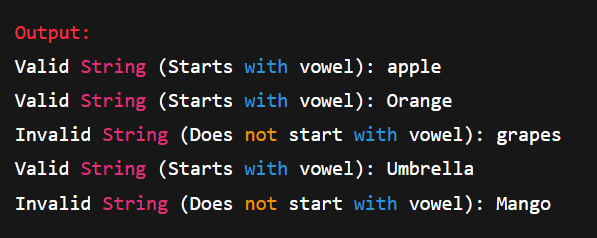 Output:
Valid String (Starts with vowel): apple
Valid String (Starts with vowel): Orange
Invalid String (Does not start with vowel): grapes
Valid String (Starts with vowel): Umbrella
Invalid String (Does not start with vowel): Mango